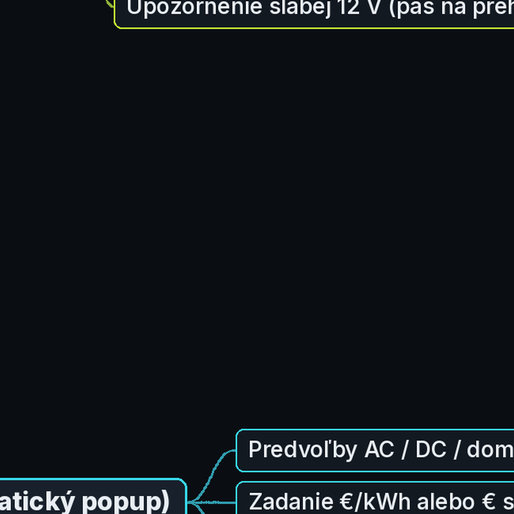 Upozornenie slabej 12 V (pás na preh
Predvoľby AC / DC / dom
atický popup)
Zadanie €/kWh alebo € s